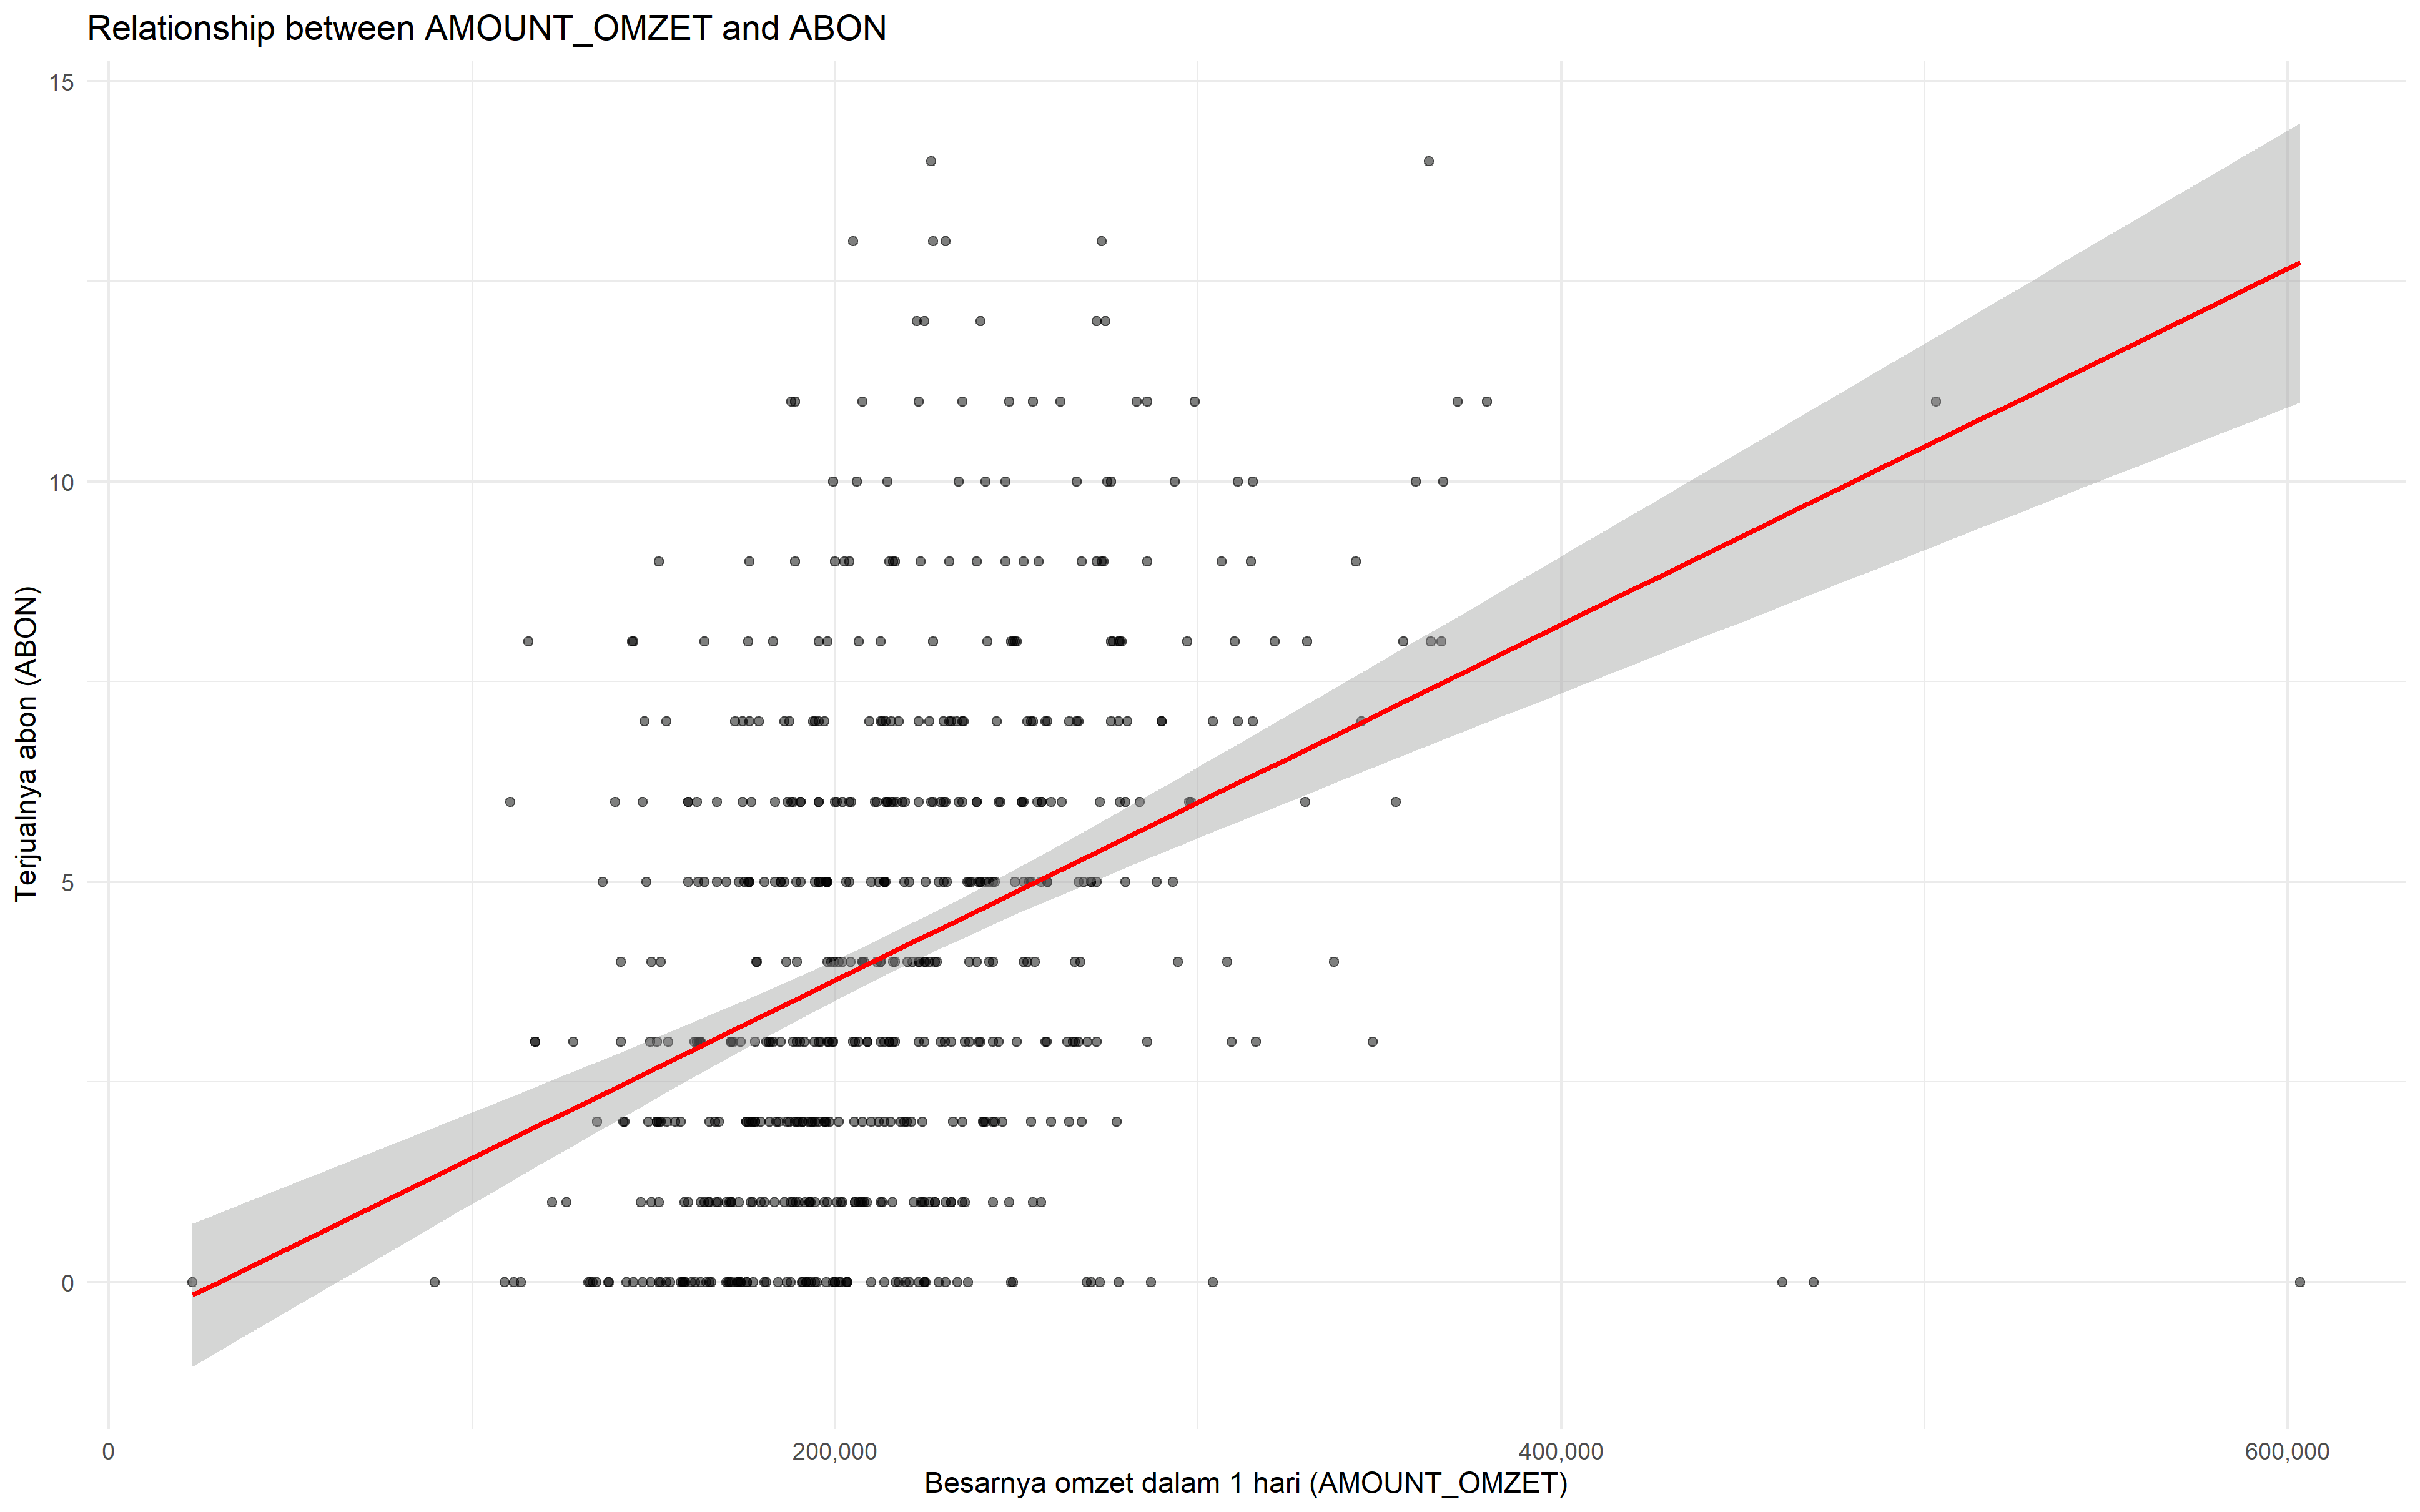 Relationship between AMOUNT_OMZET and ABON
15
10
5
0
Terjualnya abon (ABON)
0
200,000
400,000
600,000
Besarnya omzet dalam 1 hari (AMOUNT_OMZET)